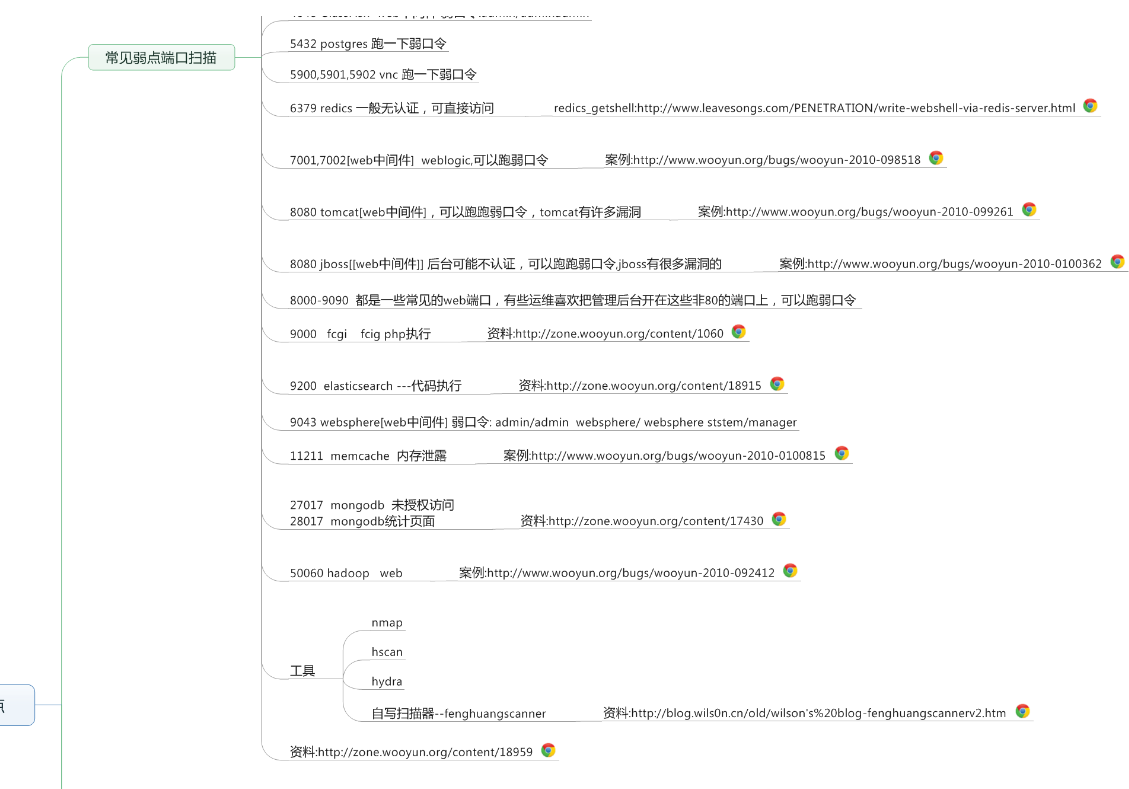 常见弱点端口扫描
5432 postgres 跑一下弱口令
5900,5901,5902 vnc 跑一下弱口令
6379 redics 一般无认证，可直接访问 redics_getshell:http://www.leavesongs.com/PENETRATION/write-webshell-via-redis-server.html
7001,7002[web中间件] weblogic,可以跑弱口令 案例:http://www.wooyun.org/bugs/wooyun-2010-098518
8080 tomcat[web中间件]，可以跑跑弱口令，tomcat有许多漏洞 案例:http://www.wooyun.org/bugs/wooyun-2010-099261
8080 jboss[[web中间件]] 后台可能不认证，可以跑跑弱口令,jboss有很多漏洞的 案例:http://www.wooyun.org/bugs/wooyun-2010-0100362
8000-9090 都是一些常见的web端口，有些运维喜欢把管理后台开在这些非80的端口上，可以跑弱口令
9000 fcgi fcig php执行 资料:http://zone.wooyun.org/content/1060
9200 elasticsearch ---代码执行 资料:http://zone.wooyun.org/content/18915
9043 websphere[web中间件] 弱口令: admin/admin websphere/ websphere ststem/manager
11211 memcache 内存泄露 案例:http://www.wooyun.org/bugs/wooyun-2010-0100815
27017 mongodb 未授权访问
28017 mongodb统计页面 资料:http://zone.wooyun.org/content/17430
50060 hadoop web 案例:http://www.wooyun.org/bugs/wooyun-2010-092412
nmap
hscan
工具
hydra
自写扫描器--fenghuangscanner 资料:http://blog.wils0n.cn/old/wilson's%20blog-fenghuangscannerv2.htm
资料:http://zone.wooyun.org/content/18959